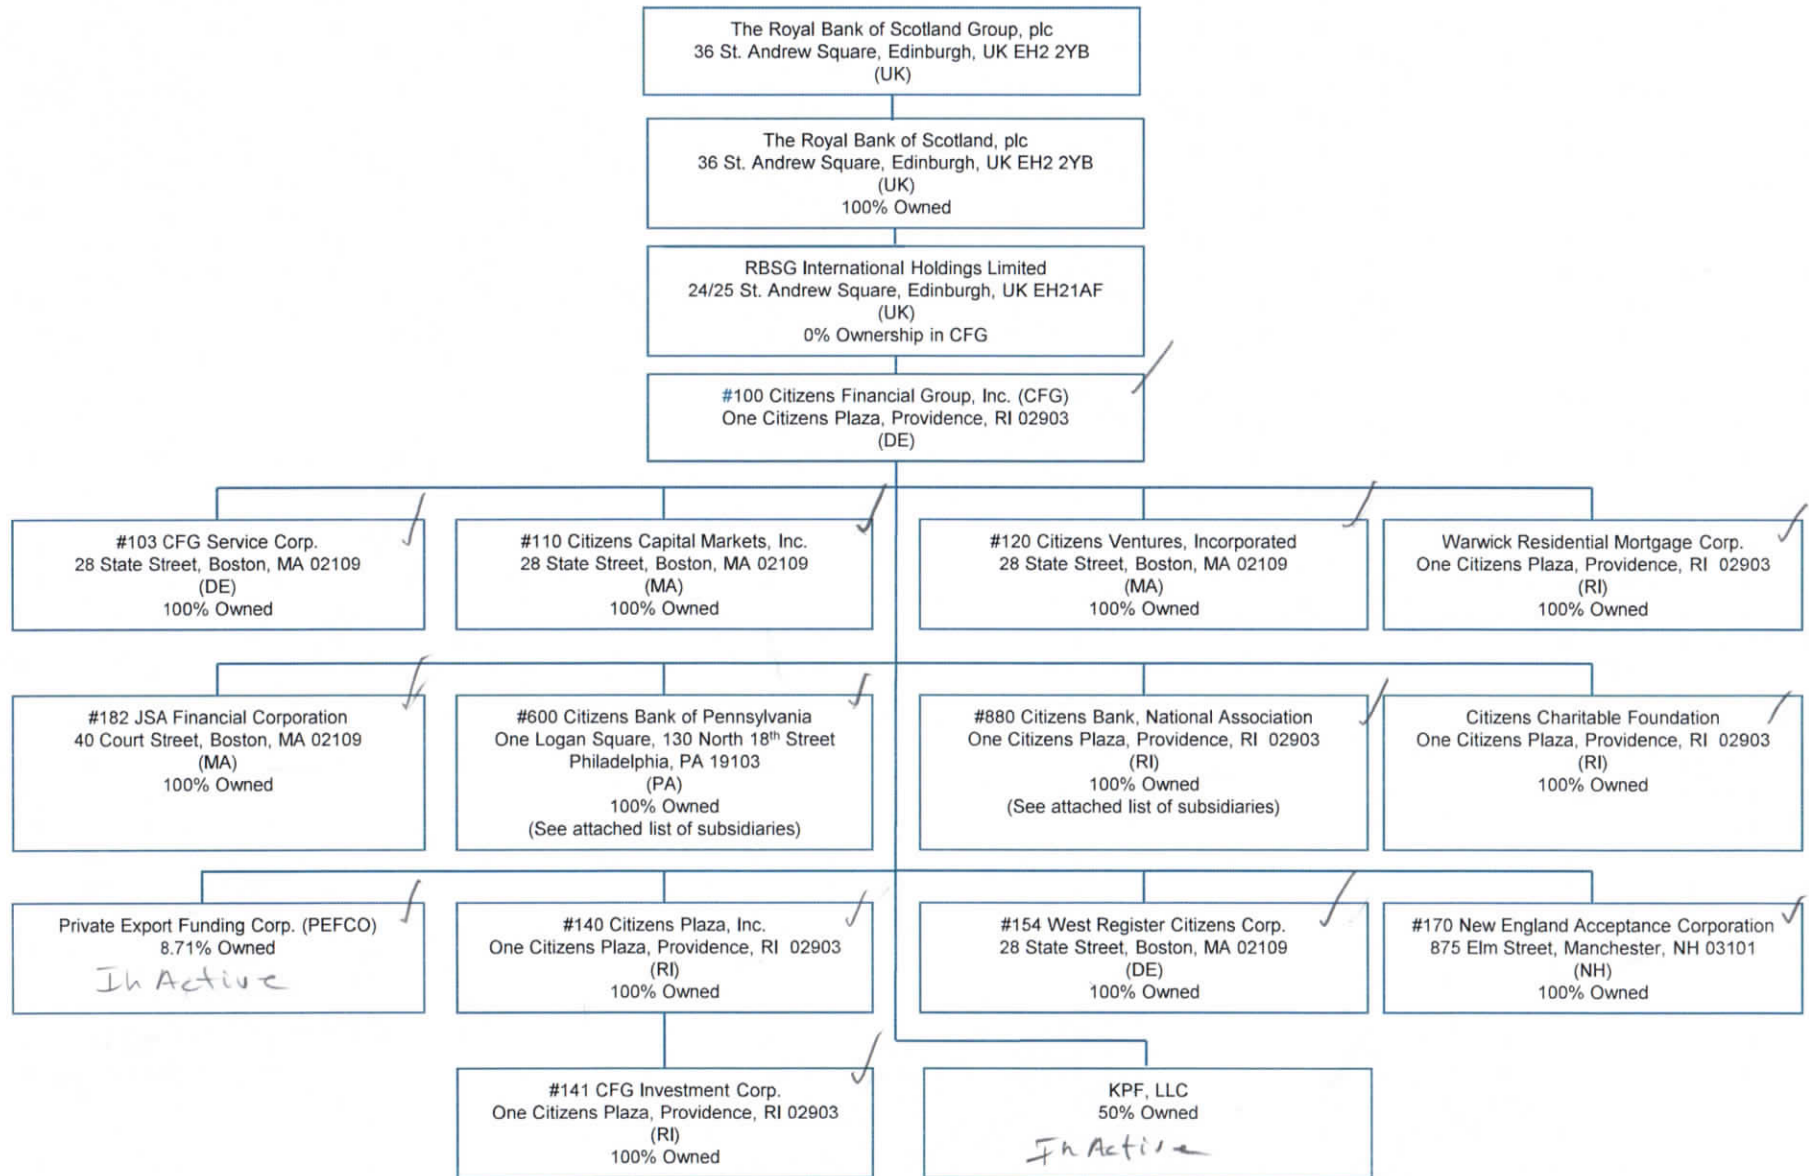 The Royal Bank of Scotland Group, plc
36 St. Andrew Square, Edinburgh, UK EH2 2YB
(UK)
The Royal Bank of Scotland, plc
36 St. Andrew Square, Edinburgh, UK EH2 2YB
(UK)
100% Owned
RBSG International Holdings Limited
24/25 St. Andrew Square, Edinburgh, UK EH21AF
(UK)
0% Ownership in CFG
#100 Citizens Financial Group, Inc. (CFG)
One Citizens Plaza, Providence, RI 02903
(DE)
#103 CFG Service Corp.
28 State Street, Boston, MA 02109
(DE)
100% Owned
#110 Citizens Capital Markets, Inc.
28 State Street, Boston, MA 02109
(MA)
100% Owned
#120 Citizens Ventures, Incorporated
28 State Street, Boston, MA 02109
(MA)
100% Owned
Warwick Residential Mortgage Corp.
One Citizens Plaza, Providence, RI 02903
(RI)
100% Owned
#182 JSA Financial Corporation
40 Court Street, Boston, MA 02109
(MA)
100% Owned
#600 Citizens Bank of Pennsylvania
One Logan Square, 130 North 18th Street
Philadelphia, PA 19103
(PA)
100% Owned
(See attached list of subsidiaries)
#880 Citizens Bank, National Association
One Citizens Plaza, Providence, RI 02903
(RI)
100% Owned
(See attached list of subsidiaries)
Citizens Charitable Foundation
One Citizens Plaza, Providence, RI 02903
(RI)
100% Owned
Private Export Funding Corp. (PEFCO)
8.71% Owned
In Active
#140 Citizens Plaza, Inc.
One Citizens Plaza, Providence, RI 02903
(RI)
100% Owned
#154 West Register Citizens Corp.
28 State Street, Boston, MA 02109
(DE)
100% Owned
#170 New England Acceptance Corporation
875 Elm Street, Manchester, NH 03101
(NH)
100% Owned
#141 CFG Investment Corp.
One Citizens Plaza, Providence, RI 02903
(RI)
100% Owned
KPF, LLC
50% Owned
In Active